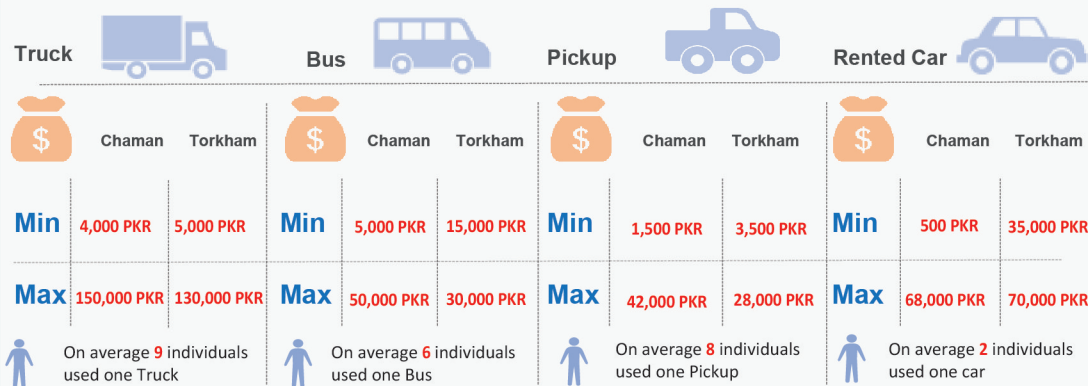 Truck
Bus
Pickup
Rented Car
$ Chaman Torkham
$ Chaman Torkham
$ Chaman Torkham
$ Chaman Torkham
Min 4,000 PKR 5,000 PKR
Min 5,000 PKR 15,000 PKR
Min 1,500 PKR 3,500 PKR
Min 500 PKR 35,000 PKR
Max 150,000 PKR 130,000 PKR
Max 50,000 PKR 30,000 PKR
Max 42,000 PKR 28,000 PKR
Max 68,000 PKR 70,000 PKR
On average 9 individuals
used one Truck
On average 6 individuals
used one Bus
On average 8 individuals
used one Pickup
On average 2 individuals
used one car